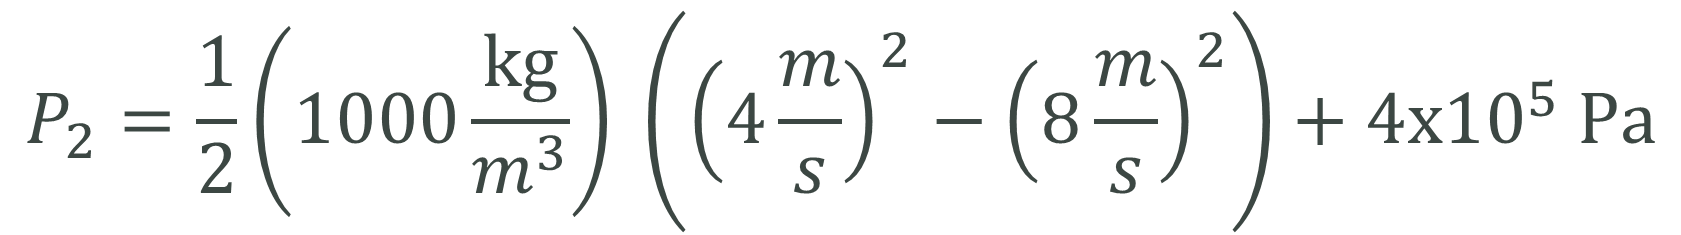 P₂ = 1/2 (1000 kg/m³) ((4 m/s)² − (8 m/s)²) + 4x10⁵ Pa